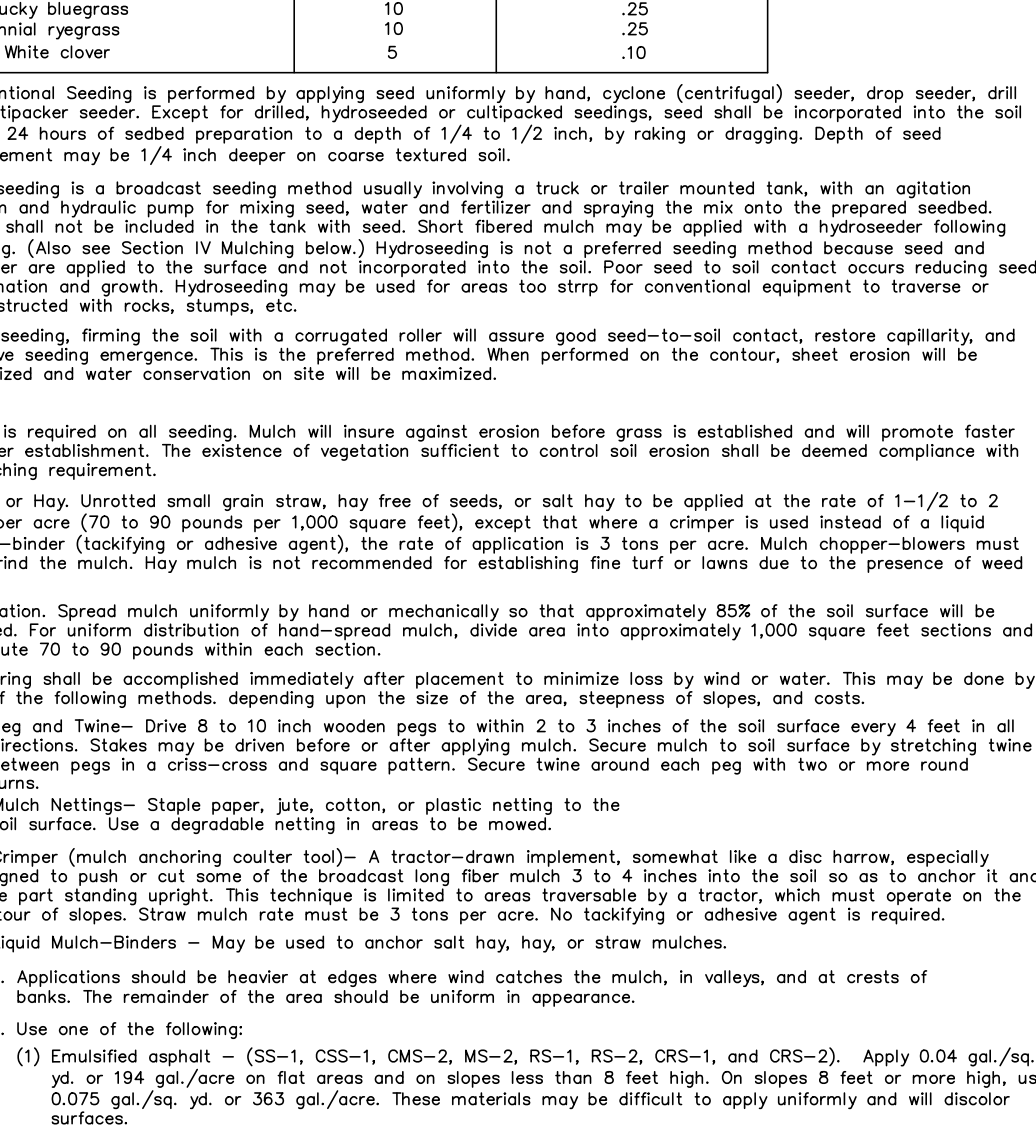 ucky bluegrass 10 .25
nnial ryegrass 10 .25
White clover 5 .10
ntional Seeding is performed by applying seed uniformly by hand, cyclone (centrifugal) seeder, drop seeder, drill
tipacker seeder. Except for drilled, hydroseeded or cultipacked seedings, seed shall be incorporated into the soil
24 hours of sedbed preparation to a depth of 1/4 to 1/2 inch, by raking or dragging. Depth of seed
ement may be 1/4 inch deeper on coarse textured soil.
seeding is a broadcast seeding method usually involving a truck or trailer mounted tank, with an agitation
n and hydraulic pump for mixing seed, water and fertilizer and spraying the mix onto the prepared seedbed.
shall not be included in the tank with seed. Short fibered mulch may be applied with a hydroseeder following
g. (Also see Section IV Mulching below.) Hydroseeding is not a preferred seeding method because seed and
er are applied to the surface and not incorporated into the soil. Poor seed to soil contact occurs reducing seed
nation and growth. Hydroseeding may be used for areas too strrp for conventional equipment to traverse or
structed with rocks, stumps, etc.
seeding, firming the soil with a corrugated roller will assure good seed-to-soil contact, restore capillarity, and
ve seeding emergence. This is the preferred method. When performed on the contour, sheet erosion will be
ized and water conservation on site will be maximized.
is required on all seeding. Mulch will insure against erosion before grass is established and will promote faster
er establishment. The existence of vegetation sufficient to control soil erosion shall be deemed compliance with
ching requirement.
or Hay. Unrotted small grain straw, hay free of seeds, or salt hay to be applied at the rate of 1-1/2 to 2
per acre (70 to 90 pounds per 1,000 square feet), except that where a crimper is used instead of a liquid
-binder (tackifying or adhesive agent), the rate of application is 3 tons per acre. Mulch chopper-blowers must
rind the mulch. Hay mulch is not recommended for establishing fine turf or lawns due to the presence of weed
ation. Spread mulch uniformly by hand or mechanically so that approximately 85% of the soil surface will be
ed. For uniform distribution of hand-spread mulch, divide area into approximately 1,000 square feet sections and
ute 70 to 90 pounds within each section.
ring shall be accomplished immediately after placement to minimize loss by wind or water. This may be done by
f the following methods. depending upon the size of the area, steepness of slopes, and costs.
eg and Twine- Drive 8 to 10 inch wooden pegs to within 2 to 3 inches of the soil surface every 4 feet in all
irections. Stakes may be driven before or after applying mulch. Secure mulch to soil surface by stretching twine
etween pegs in a criss-cross and square pattern. Secure twine around each peg with two or more round
urns.
Mulch Nettings- Staple paper, jute, cotton, or plastic netting to the
oil surface. Use a degradable netting in areas to be mowed.
Crimper (mulch anchoring coulter tool)- A tractor-drawn implement, somewhat like a disc harrow, especially
gned to push or cut some of the broadcast long fiber mulch 3 to 4 inches into the soil so as to anchor it and
e part standing upright. This technique is limited to areas traversable by a tractor, which must operate on the
tour of slopes. Straw mulch rate must be 3 tons per acre. No tackifying or adhesive agent is required.
iquid Mulch-Binders - May be used to anchor salt hay, hay, or straw mulches.
. Applications should be heavier at edges where wind catches the mulch, in valleys, and at crests of
banks. The remainder of the area should be uniform in appearance.
. Use one of the following:
(1) Emulsified asphalt - (SS-1, CSS-1, CMS-2, MS-2, RS-1, RS-2, CRS-1, and CRS-2). Apply 0.04 gal./sq.
yd. or 194 gal./acre on flat areas and on slopes less than 8 feet high. On slopes 8 feet or more high, us
0.075 gal./sq. yd. or 363 gal./acre. These materials may be difficult to apply uniformly and will discolor
surfaces.